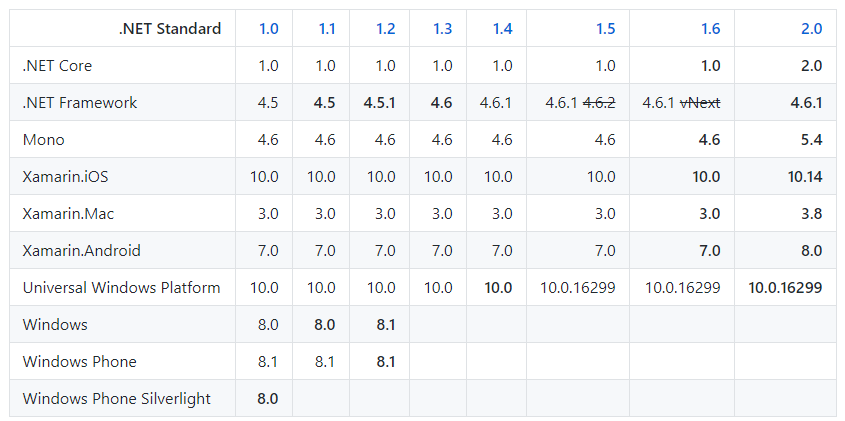 .NET Standard 1.0 1.1 1.2 1.3 1.4 1.5 1.6 2.0
.NET Core 1.0 1.0 1.0 1.0 1.0 1.0 1.0 2.0
.NET Framework 4.5 4.5 4.5.1 4.6 4.6.1 4.6.1 4.6.2 4.6.1 vNext 4.6.1
Mono 4.6 4.6 4.6 4.6 4.6 4.6 4.6 5.4
Xamarin.iOS 10.0 10.0 10.0 10.0 10.0 10.0 10.0 10.14
Xamarin.Mac 3.0 3.0 3.0 3.0 3.0 3.0 3.0 3.8
Xamarin.Android 7.0 7.0 7.0 7.0 7.0 7.0 7.0 8.0
Universal Windows Platform 10.0 10.0 10.0 10.0 10.0 10.0.16299 10.0.16299 10.0.16299
Windows 8.0 8.0 8.1
Windows Phone 8.1 8.1 8.1
Windows Phone Silverlight 8.0